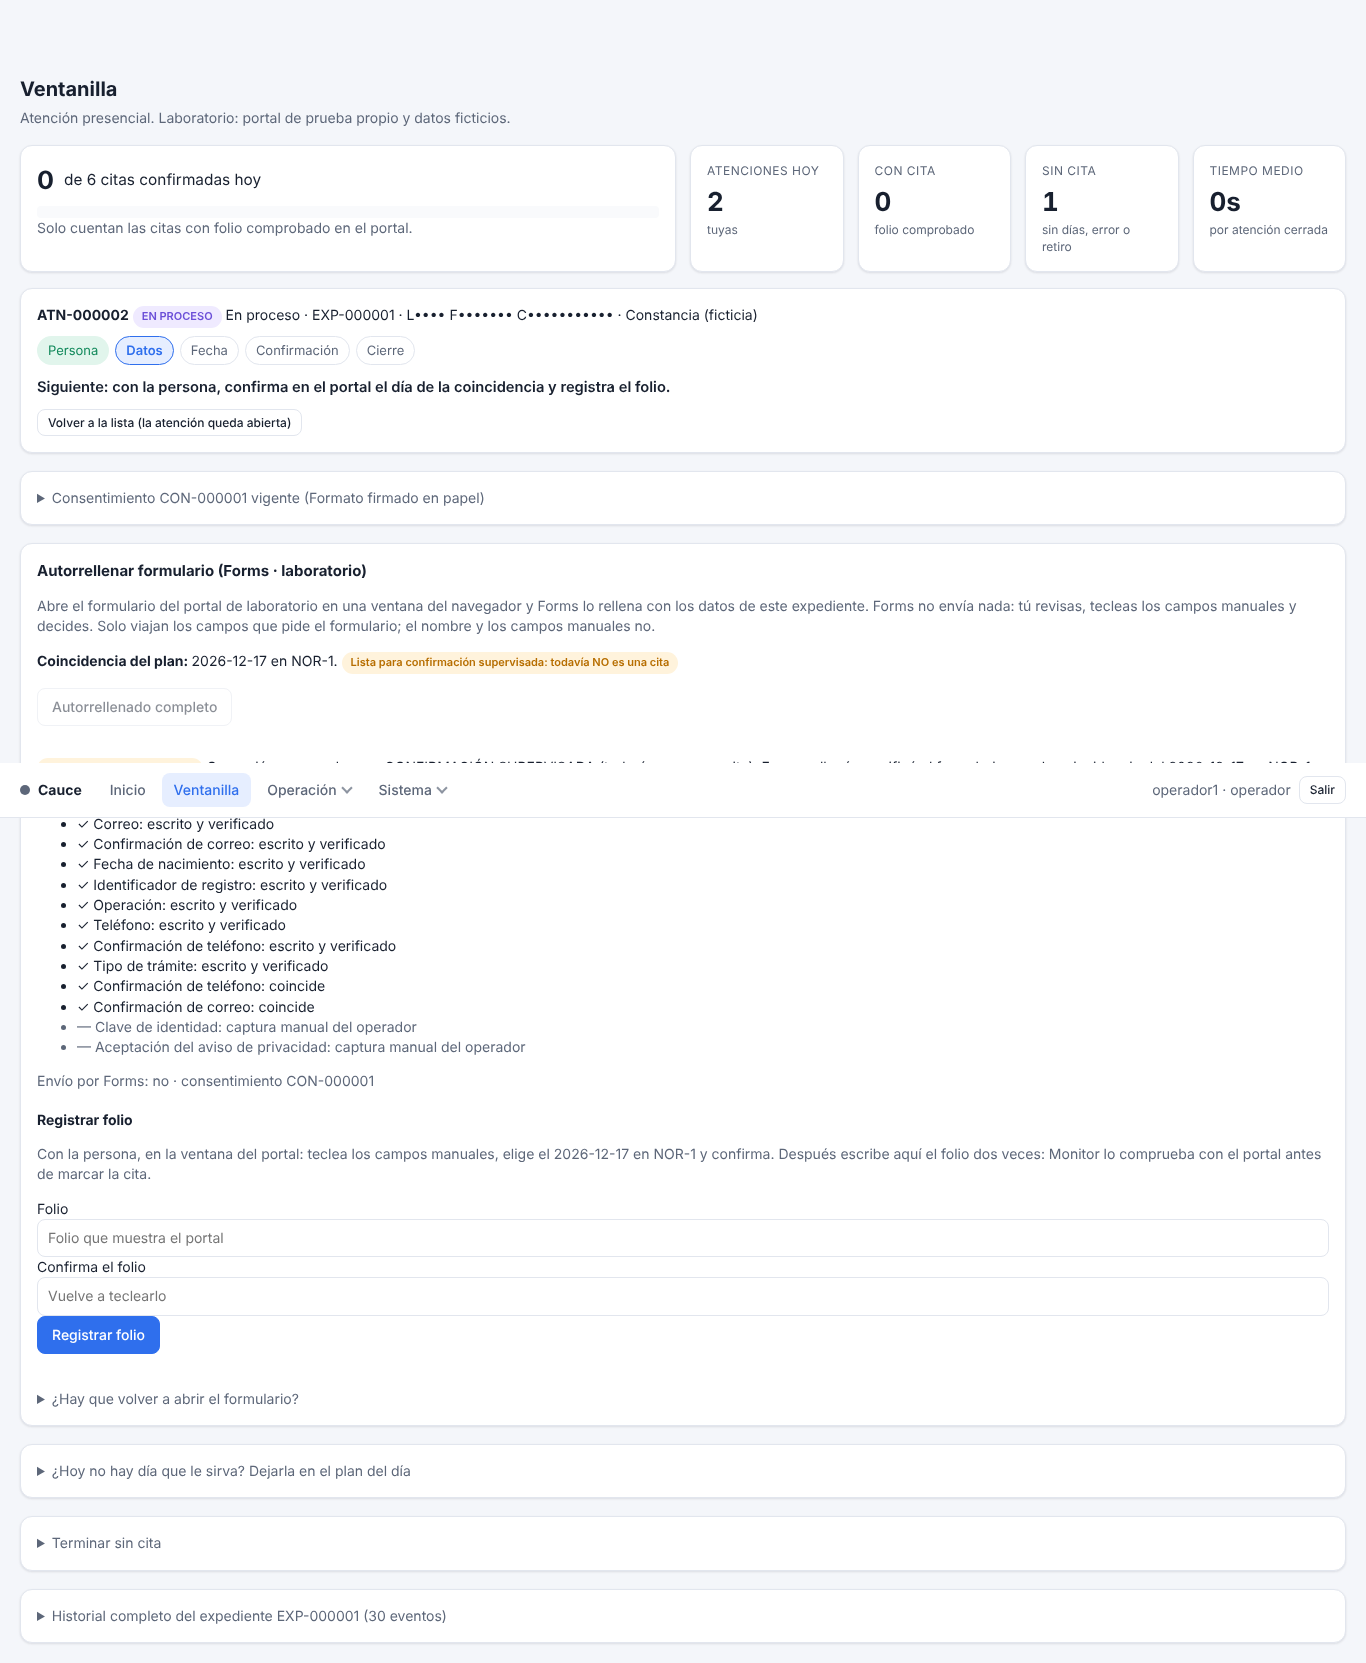 Ventanilla
Atención presencial. Laboratorio: portal de prueba propio y datos ficticios.
0 de 6 citas confirmadas hoy
Solo cuentan las citas con folio comprobado en el portal.
ATENCIONES HOY
2
tuyas
CON CITA
0
folio comprobado
SIN CITA
1
sin días, error o
retiro
TIEMPO MEDIO
0s
por atención cerrada
ATN-000002 EN PROCESO En proceso · EXP-000001 · L•••• F••••••• C••••••••••• · Constancia (ficticia)
Persona Datos Fecha Confirmación Cierre
Siguiente: con la persona, confirma en el portal el día de la coincidencia y registra el folio.
Volver a la lista (la atención queda abierta)
▶ Consentimiento CON-000001 vigente (Formato firmado en papel)
Autorrellenar formulario (Forms · laboratorio)
Abre el formulario del portal de laboratorio en una ventana del navegador y Forms lo rellena con los datos de este expediente. Forms no envía nada: tú revisas, tecleas los campos manuales y
decides. Solo viajan los campos que pide el formulario; el nombre y los campos manuales no.
Coincidencia del plan: 2026-12-17 en NOR-1. Lista para confirmación supervisada: todavía NO es una cita
Autorrellenado completo
Cauce Inicio Ventanilla Operación Sistema operador1 · operador Salir
• ✓ Correo: escrito y verificado
• ✓ Confirmación de correo: escrito y verificado
• ✓ Fecha de nacimiento: escrito y verificado
• ✓ Identificador de registro: escrito y verificado
• ✓ Operación: escrito y verificado
• ✓ Teléfono: escrito y verificado
• ✓ Confirmación de teléfono: escrito y verificado
• ✓ Tipo de trámite: escrito y verificado
• ✓ Confirmación de teléfono: coincide
• ✓ Confirmación de correo: coincide
• — Clave de identidad: captura manual del operador
• — Aceptación del aviso de privacidad: captura manual del operador
Envío por Forms: no · consentimiento CON-000001
Registrar folio
Con la persona, en la ventana del portal: teclea los campos manuales, elige el 2026-12-17 en NOR-1 y confirma. Después escribe aquí el folio dos veces: Monitor lo comprueba con el portal antes
de marcar la cita.
Folio
Folio que muestra el portal
Confirma el folio
Vuelve a teclearlo
Registrar folio
▶ ¿Hay que volver a abrir el formulario?
▶ ¿Hoy no hay día que le sirva? Dejarla en el plan del día
▶ Terminar sin cita
▶ Historial completo del expediente EXP-000001 (30 eventos)